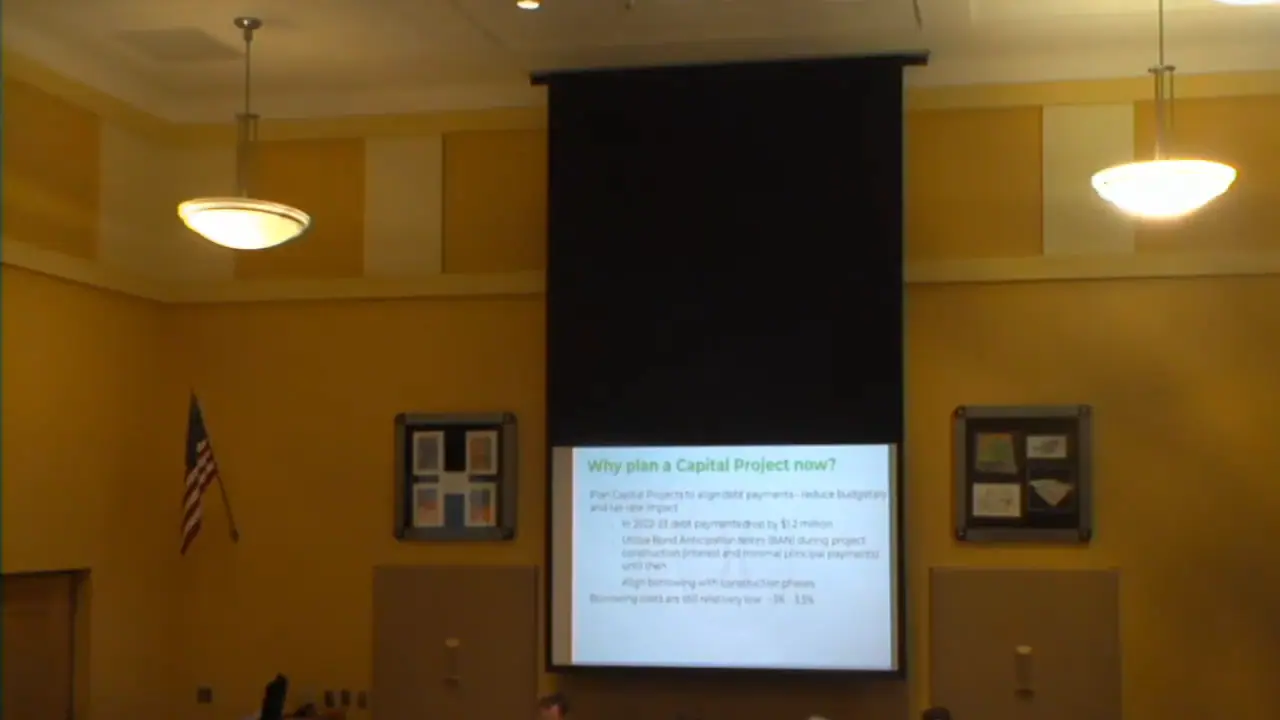 Why plan a Capital Project now?
Plan Capital Projects to align debt payments - reduce Budgetary
and tax rate impact
In 2022-23 debt payments drop by $1.2 million
Utilize Bond Anticipation Notes (BAN) during project
construction (interest and minimal principal payments)
until then
Align borrowing with construction phases
Borrowing costs are still relatively low